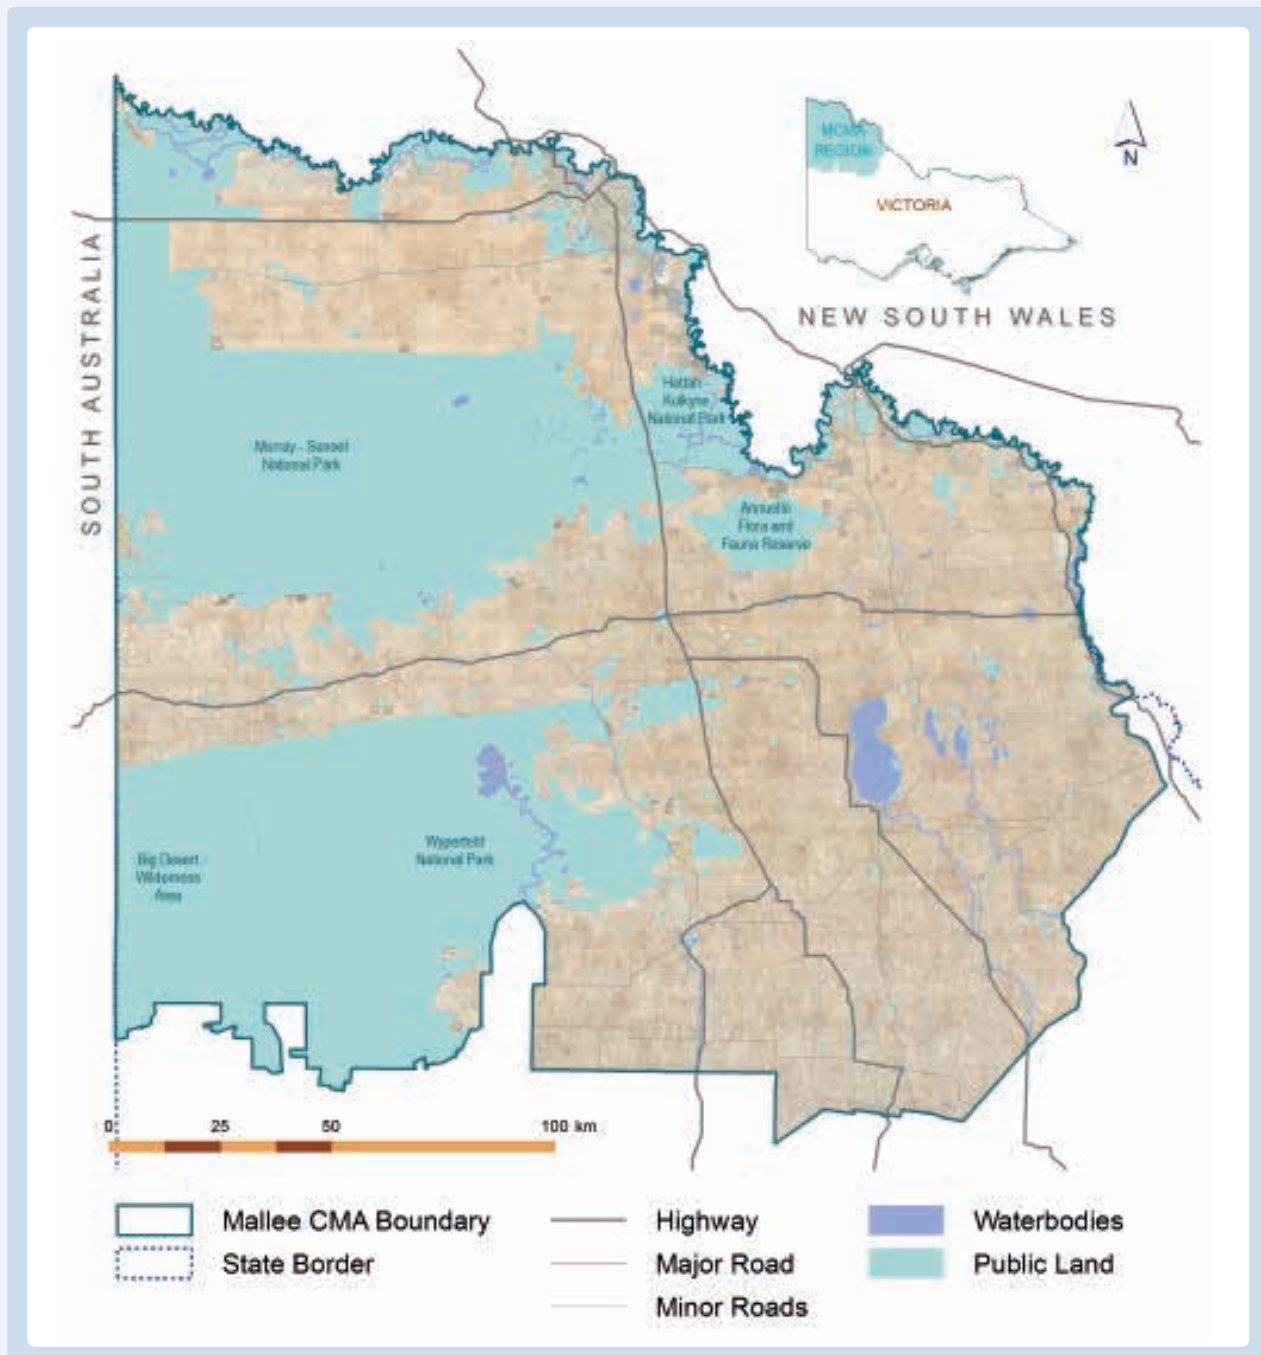 MCMA
REGION
VICTORIA
N
NEW SOUTH WALES
SOUTH AUSTRALIA
Hattah -
Kulkyne
National Park
Murray - Sunset
National Park
Annuello
Flora and
Fauna Reserve
Wyperfeld
National Park
Big Desert
Wilderness
Area
0 25 50 100 km
Mallee CMA Boundary
State Border
Highway
Major Road
Minor Roads
Waterbodies
Public Land